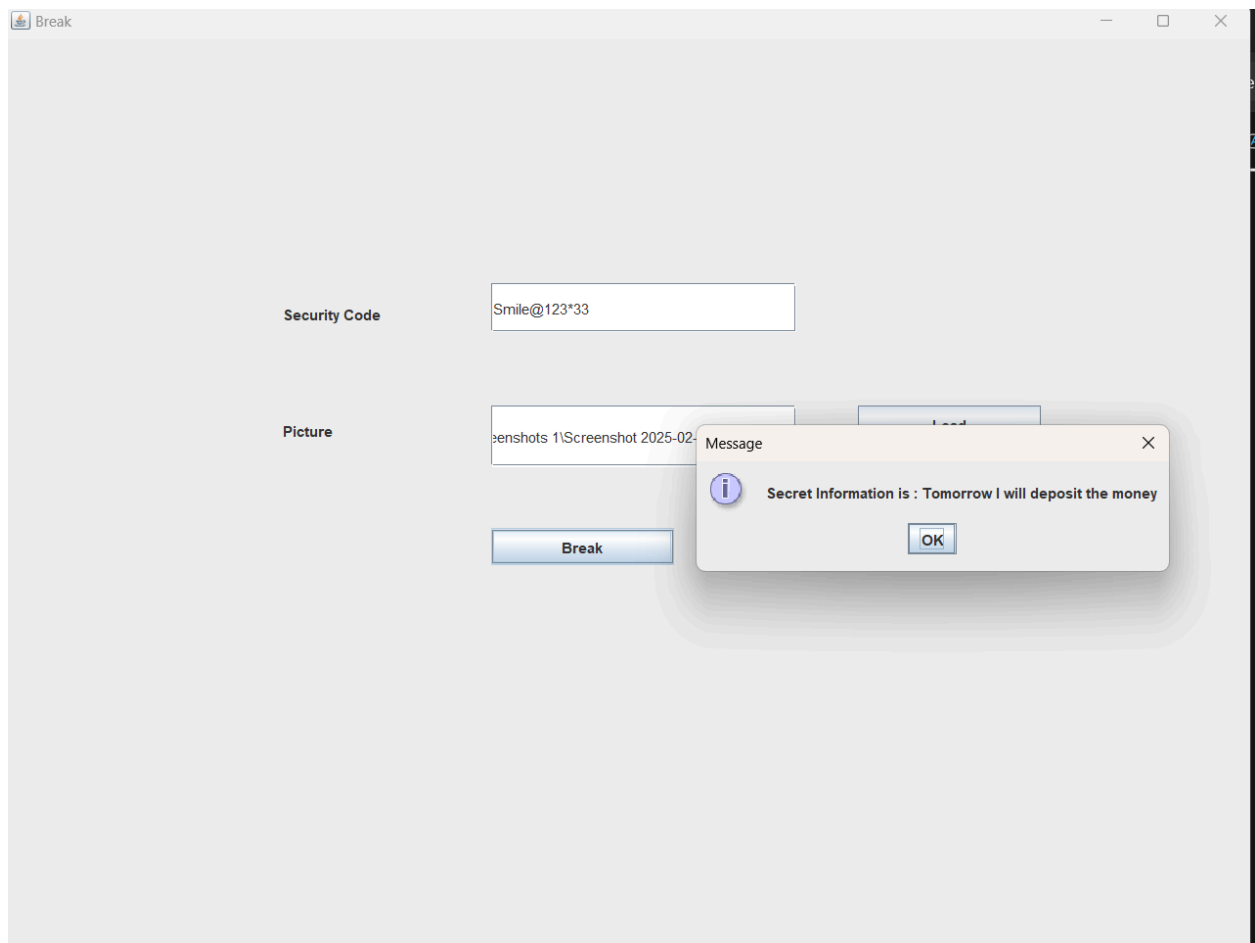 Break
Security Code
Smile@123*33
Picture
enshots 1\Screenshot 2025-02-
Message
Secret Information is : Tomorrow I will deposit the money
OK
Break